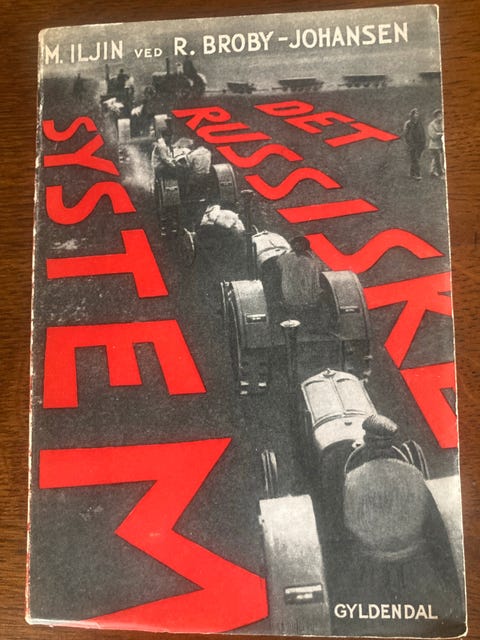 M. ILJIN VED R. BROBY-JOHANSEN
DET
RUSSISKE
SYSTEM
GYLDENDAL